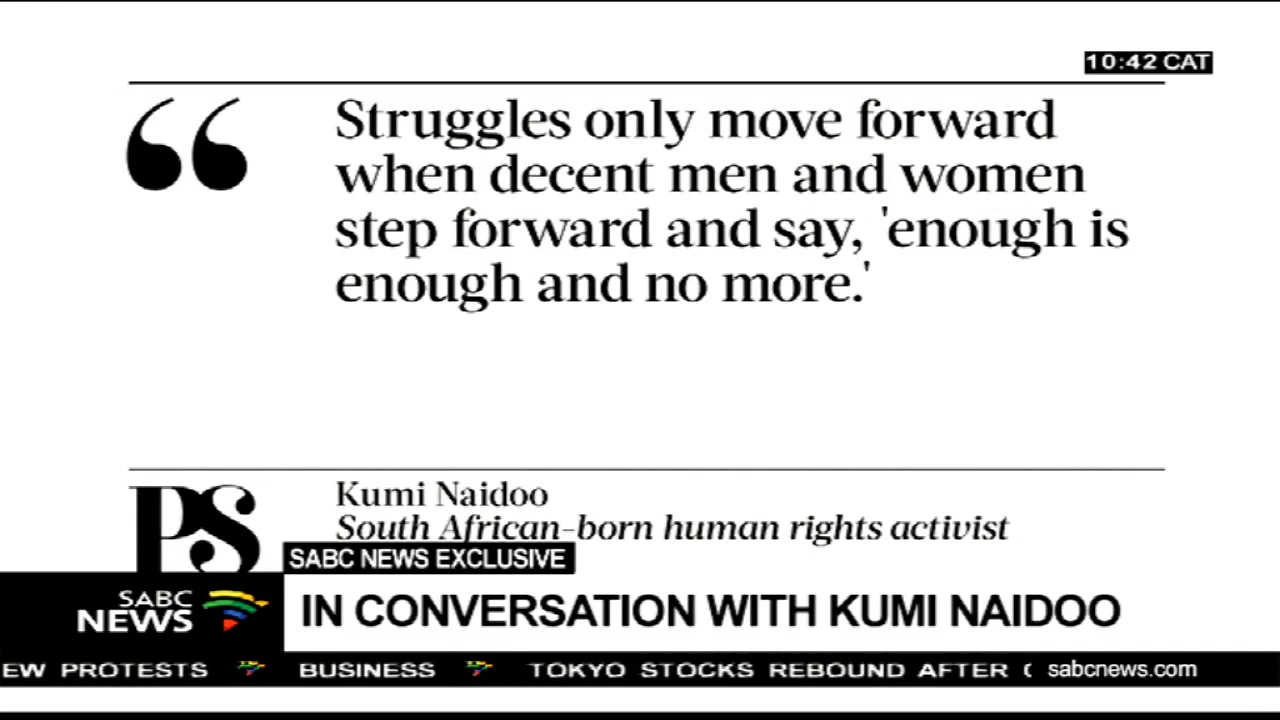 10:42 CAT
“
Struggles only move forward
when decent men and women
step forward and say, 'enough is
enough and no more.'
Kumi Naidoo
South African-born human rights activist
PS
SABC NEWS EXCLUSIVE
SABC
NEWS
IN CONVERSATION WITH KUMI NAIDOO
EW PROTESTS BUSINESS TOKYO STOCKS REBOUND AFTER sabcnews.com